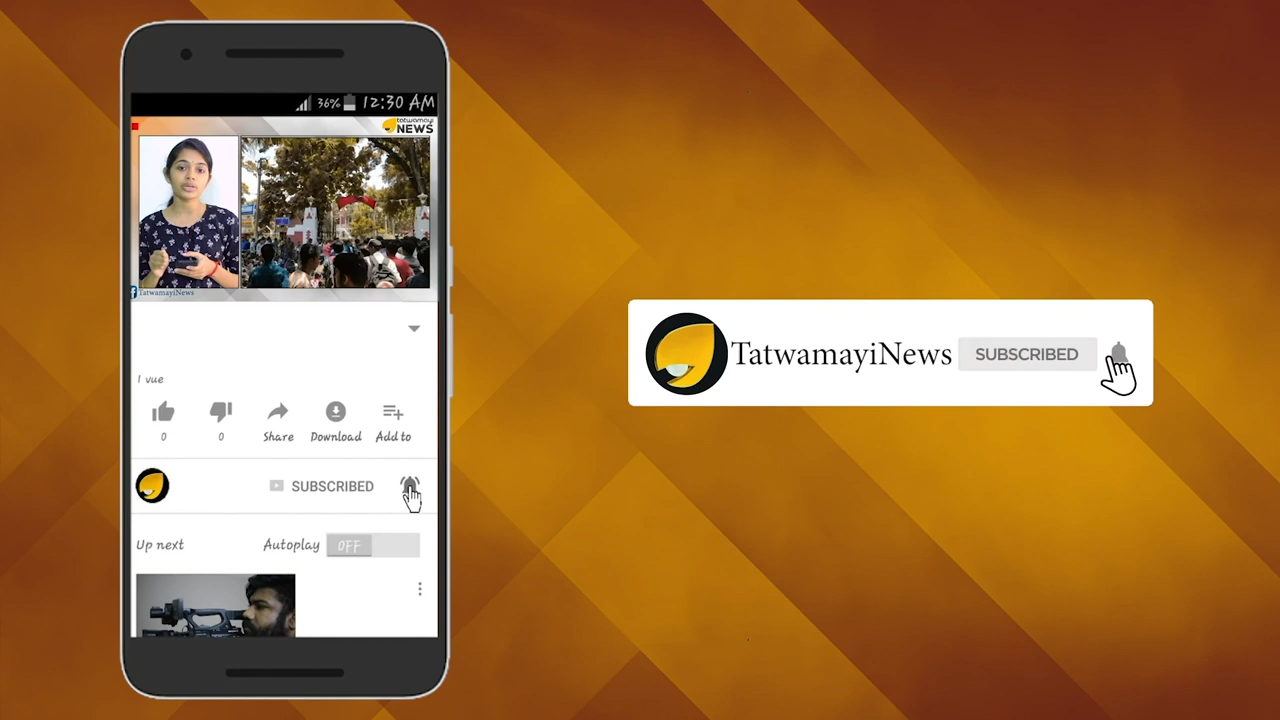 36% 12:30 AM
tatwamayi
NEWS
TatwamayiNews
1 vue
0 0 Share Download Add to
SUBSCRIBED
Up next Autoplay OFF
TatwamayiNews SUBSCRIBED